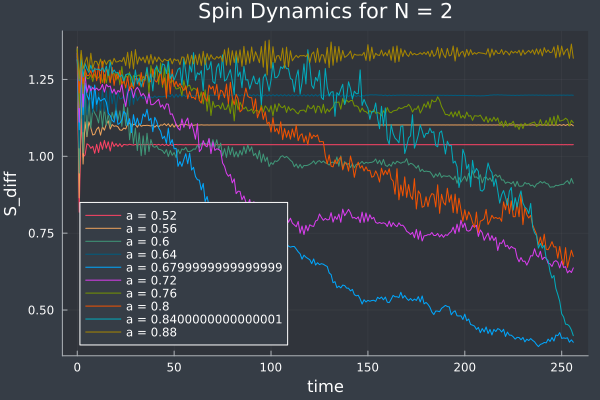 Spin Dynamics for N = 2
S_diff
1.25
1.00
0.75
0.50
a = 0.52
a = 0.56
a = 0.6
a = 0.64
a = 0.6799999999999999
a = 0.72
a = 0.76
a = 0.8
a = 0.8400000000000001
a = 0.88
0 50 100 150 200 250
time